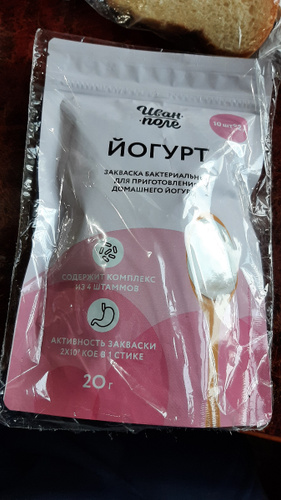 Иван-
поле
10 шт
ЙОГУРТ
ЗАКВАСКА БАКТЕРИАЛЬНАЯ
ДЛЯ ПРИГОТОВЛЕНИЯ
ДОМАШНЕГО ЙОГУРТА
СОДЕРЖИТ КОМПЛЕКС
ИЗ 4 ШТАММОВ
АКТИВНОСТЬ ЗАКВАСКИ
КОЕ В 1 СТИКЕ
20 г